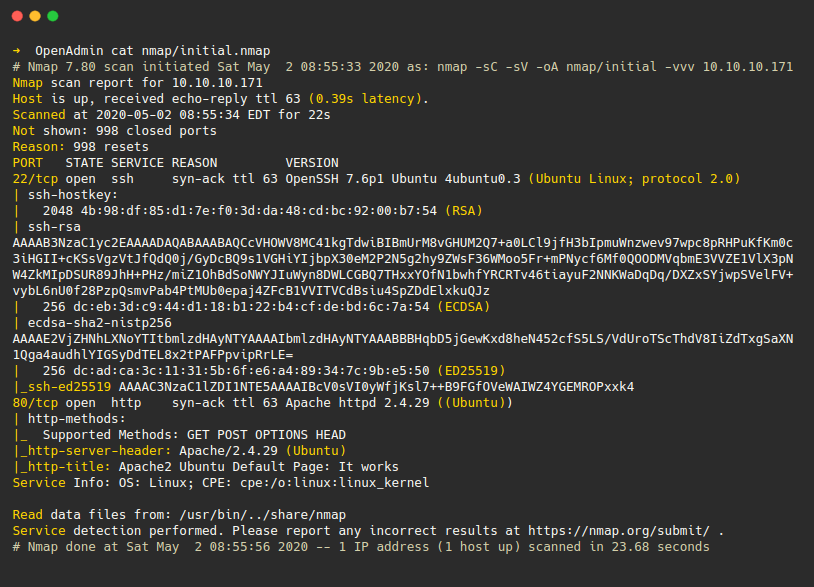 →  OpenAdmin cat nmap/initial.nmap
# Nmap 7.80 scan initiated Sat May  2 08:55:33 2020 as: nmap -sC -sV -oA nmap/initial -vvv 10.10.10.171
Nmap scan report for 10.10.10.171
Host is up, received echo-reply ttl 63 (0.39s latency).
Scanned at 2020-05-02 08:55:34 EDT for 22s
Not shown: 998 closed ports
Reason: 998 resets
PORT   STATE SERVICE REASON         VERSION
22/tcp open  ssh     syn-ack ttl 63 OpenSSH 7.6p1 Ubuntu 4ubuntu0.3 (Ubuntu Linux; protocol 2.0)
| ssh-hostkey:
|   2048 4b:98:df:85:d1:7e:f0:3d:da:48:cd:bc:92:00:b7:54 (RSA)
| ssh-rsa
AAAAB3NzaC1yc2EAAAADAQABAAABAQCcVHOWV8MC41kgTdwiBIBmUrM8vGHUM2Q7+a0LCl9jfH3bIpmuWnzwev97wpc8pRHPuKfKm0c
3iHGII+cKSsVgzVtJfQdQ0j/GyDcBQ9s1VGHiYIjbpX30eM2P2N5g2hy9ZWsF36WMoo5Fr+mPNycf6Mf0QOODMVqbmE3VVZE1VlX3pN
W4ZkMIpDSUR89JhH+PHz/miZ1OhBdSoNWYJIuWyn8DWLCGBQ7THxxYOfN1bwhfYRCRTv46tiayuF2NNKWaDqDq/DXZxSYjwpSVelFV+
vybL6nU0f28PzpQsmvPab4PtMUb0epaj4ZFcB1VVITVCdBsiu4SpZDdElxkuQJz
|   256 dc:eb:3d:c9:44:d1:18:b1:22:b4:cf:de:bd:6c:7a:54 (ECDSA)
| ecdsa-sha2-nistp256
AAAAE2VjZHNhLXNoYTItbmlzdHAyNTYAAAAIbmlzdHAyNTYAAABBBHqbD5jGewKxd8heN452cfS5LS/VdUroTScThdV8IiZdTxgSaXN
1Qga4audhlYIGSyDdTEL8x2tPAFPpvipRrLE=
|   256 dc:ad:ca:3c:11:31:5b:6f:e6:a4:89:34:7c:9b:e5:50 (ED25519)
|_ssh-ed25519 AAAAC3NzaC1lZDI1NTE5AAAAIBcV0sVI0yWfjKsl7++B9FGfOVeWAIWZ4YGEMROPxxk4
80/tcp open  http    syn-ack ttl 63 Apache httpd 2.4.29 ((Ubuntu))
| http-methods:
|_  Supported Methods: GET POST OPTIONS HEAD
|_http-server-header: Apache/2.4.29 (Ubuntu)
|_http-title: Apache2 Ubuntu Default Page: It works
Service Info: OS: Linux; CPE: cpe:/o:linux:linux_kernel
Read data files from: /usr/bin/../share/nmap
Service detection performed. Please report any incorrect results at https://nmap.org/submit/ .
# Nmap done at Sat May  2 08:55:56 2020 -- 1 IP address (1 host up) scanned in 23.68 seconds